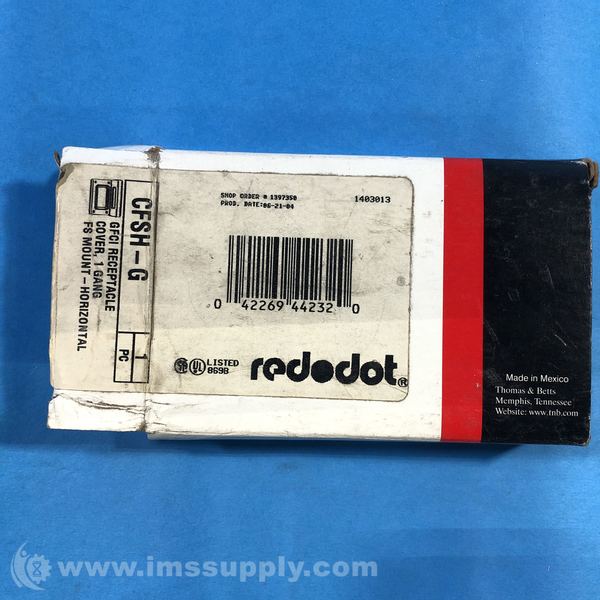 CFSH-G
GFCI RECEPTACLE
COVER, 1 GANG
FS MOUNT - HORIZONTAL
1
PC
SHOP ORDER # 1397350
PROD. DATE:06-21-04
1403013
0 42269 44232 0
LISTED
869B
red dot®
Made in Mexico
Thomas & Betts
Memphis, Tennessee
Website: www.tnb.com
www.imssupply.com